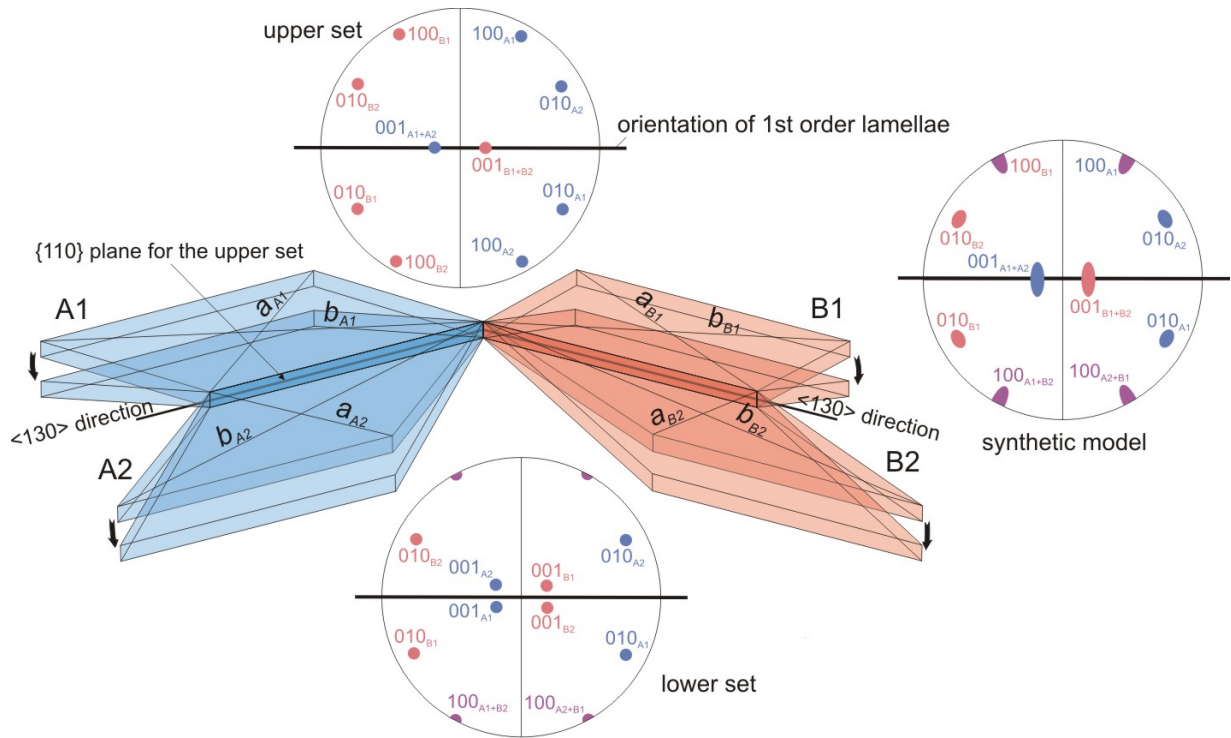 upper set
100B1
100A1
010B2
010A2
001A1+A2
001B1+B2
orientation of 1st order lamellae
010B1
010A1
100B2
100A2
{110} plane for the upper set
A1
aA1
bA1
aB1
bB1
B1
<130> direction
A2
bA2
aA2
aB2
bB2
<130> direction
B2
100B1
100A1
010B2
010A2
001A1+A2
001B1+B2
010B1
010A1
100A1+B2
100A2+B1
synthetic model
010B2
010A2
001A2
001B1
001A1
001B2
010B1
010A1
100A1+B2
100A2+B1
lower set